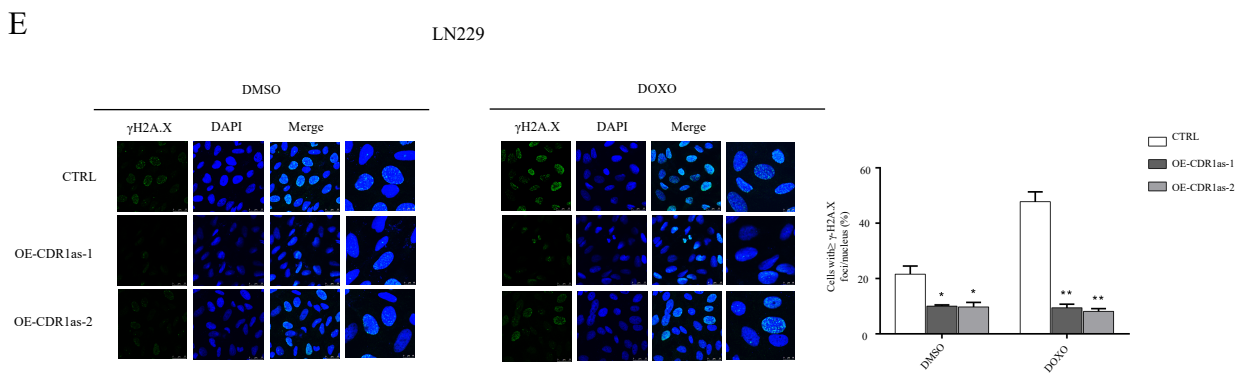 E
LN229
DMSO
DOXO
γH2A.X DAPI Merge
γH2A.X DAPI Merge
CTRL
OE-CDR1as-1
OE-CDR1as-2
CTRL
OE-CDR1as-1
OE-CDR1as-2
Cells with≥ γ-H2A.X
foci/nucleus (%)
60
40
20
0
* *
** **
DMSO
DOXO